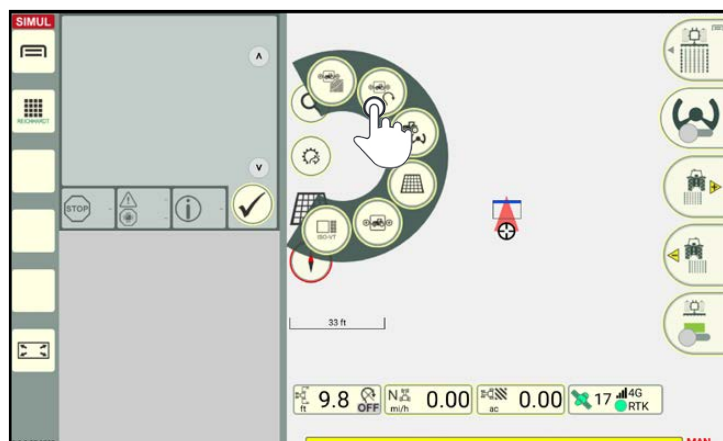 SIMUL
REICHHARDT
STOP
ISO-VT
33 ft
ft 9.8 OFF
N mi/h 0.00
ac 0.00
17 4G
RTK
MAN